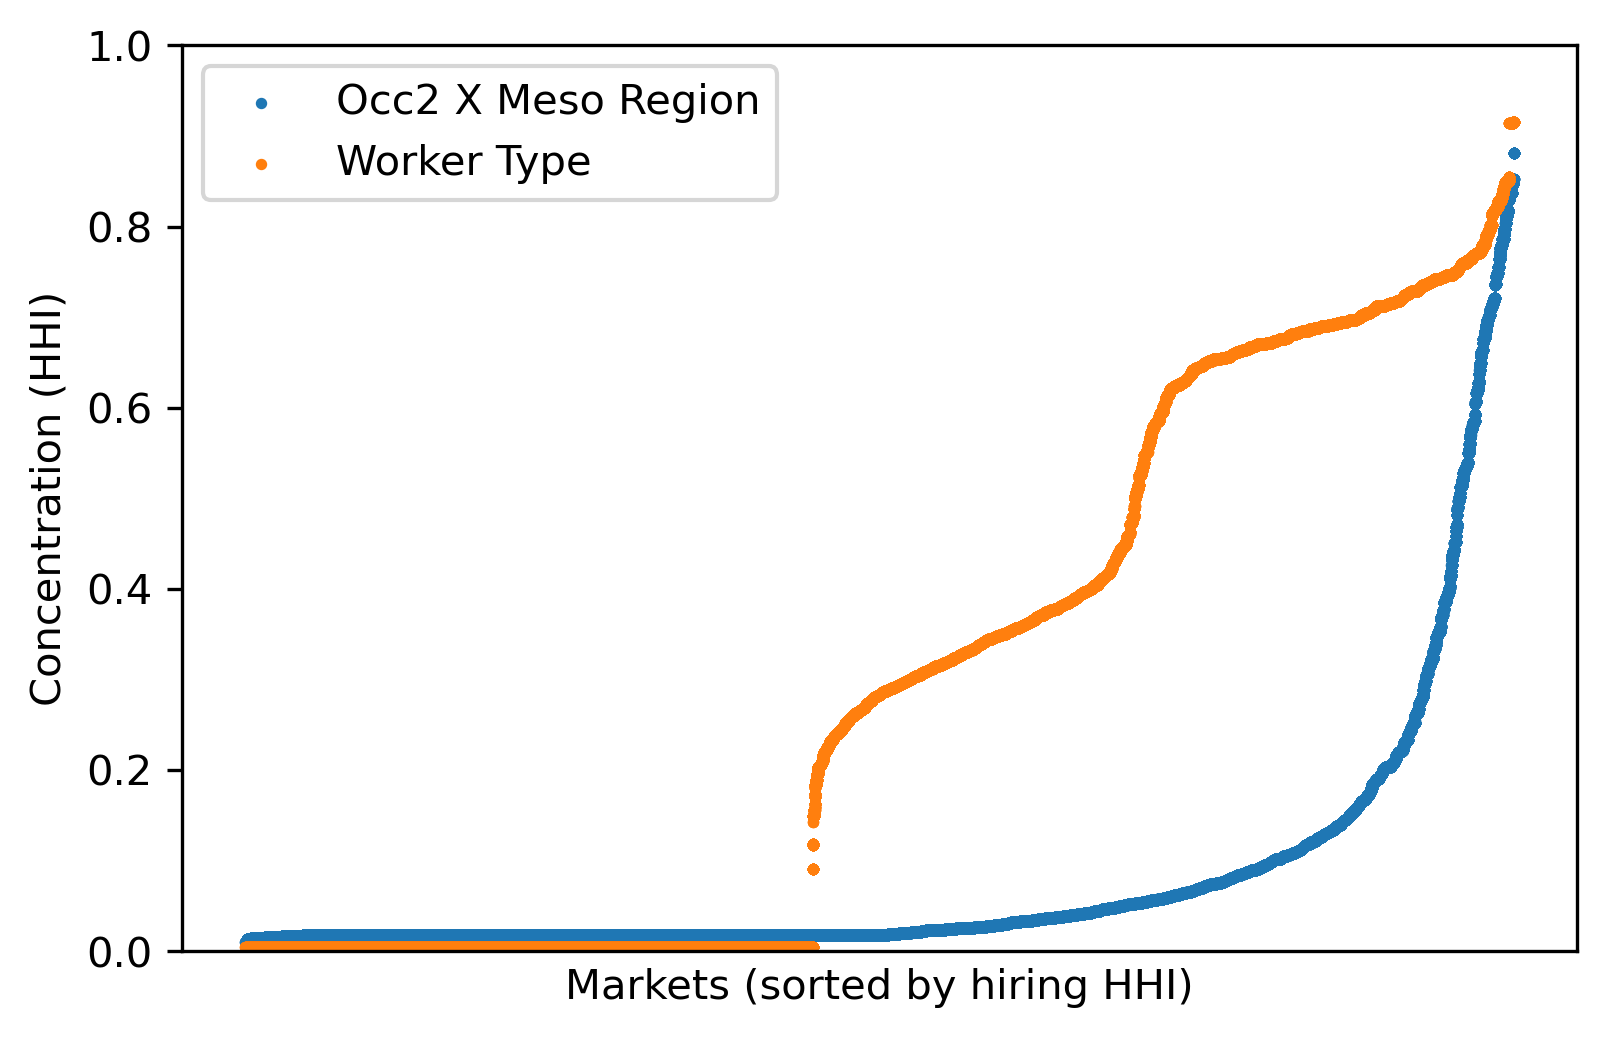 1.0
0.8
0.6
0.4
0.2
0.0
Concentration (HHI)
Occ2 X Meso Region
Worker Type
Markets (sorted by hiring HHI)